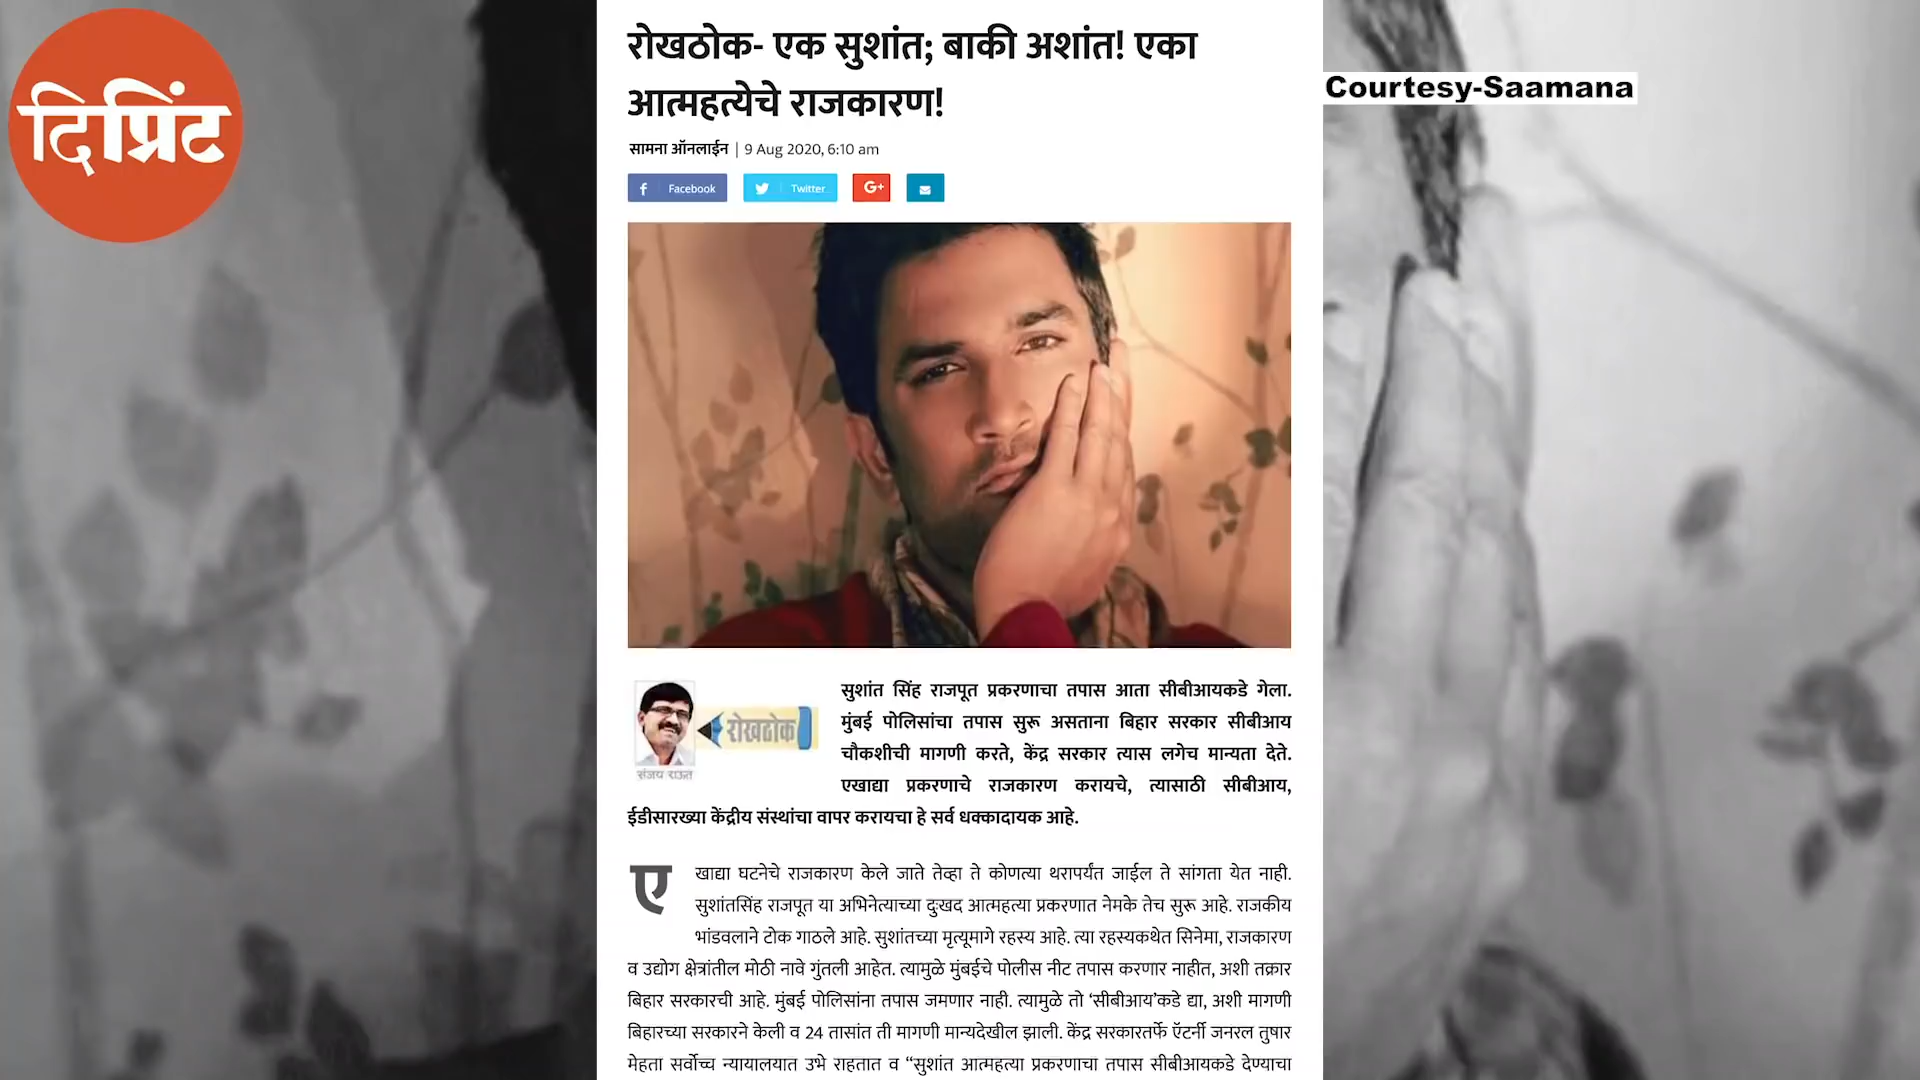 दिप्रिंट
Courtesy-Saamana
रोखठोक- एक सुशांत; बाकी अशांत! एका
आत्महत्येचे राजकारण!
सामना ऑनलाईन | 9 Aug 2020, 6:10 am
Facebook
Twitter
G+
रोखठोक
संजय राऊत
सुशांत सिंह राजपूत प्रकरणाचा तपास आता सीबीआयकडे गेला.
मुंबई पोलिसांचा तपास सुरू असताना बिहार सरकार सीबीआय
चौकशीची मागणी करते, केंद्र सरकार त्यास लगेच मान्यता देते.
एखाद्या प्रकरणाचे राजकारण करायचे, त्यासाठी सीबीआय,
ईडीसारख्या केंद्रीय संस्थांचा वापर करायचा हे सर्व धक्कादायक आहे.
एखाद्या घटनेचे राजकारण केले जाते तेव्हा ते कोणत्या थरापर्यंत जाईल ते सांगता येत नाही.
सुशांतसिंह राजपूत या अभिनेत्याच्या दुःखद आत्महत्या प्रकरणात नेमके तेच सुरू आहे. राजकीय
भांडवलाने टोक गाठले आहे. सुशांतच्या मृत्यूमागे रहस्य आहे. त्या रहस्यकथेत सिनेमा, राजकारण
व उद्योग क्षेत्रांतील मोठी नावे गुंतली आहेत. त्यामुळे मुंबईचे पोलीस नीट तपास करणार नाहीत, अशी तक्रार
बिहार सरकारची आहे. मुंबई पोलिसांना तपास जमणार नाही. त्यामुळे तो ‘सीबीआय’कडे द्या, अशी मागणी
बिहारच्या सरकारने केली व 24 तासांत ती मागणी मान्यदेखील झाली. केंद्र सरकारतर्फे ऍटर्नी जनरल तुषार
मेहता सर्वोच्च न्यायालयात उभे राहतात व “सुशांत आत्महत्या प्रकरणाचा तपास सीबीआयकडे देण्याचा